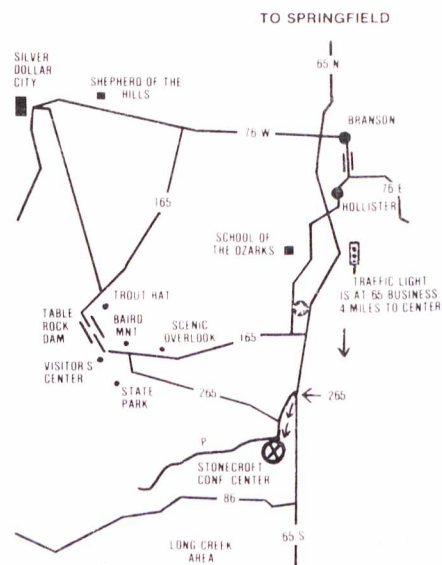 TO SPRINGFIELD
65 N
SILVER
DOLLAR
CITY
SHEPHERD OF THE
HILLS
BRANSON
76 W
76 E
HOLLISTER
165
SCHOOL OF
THE OZARKS
TRAFFIC LIGHT
IS AT 65 BUSINESS
4 MILES TO CENTER
TROUT HAT
TABLE
ROCK
DAM
BAIRD
MNT
SCENIC
OVERLOOK
165
VISITOR'S
CENTER
STATE
PARK
265
265
P
STONECROFT
CONF. CENTER
86
65 S
LONG CREEK
AREA